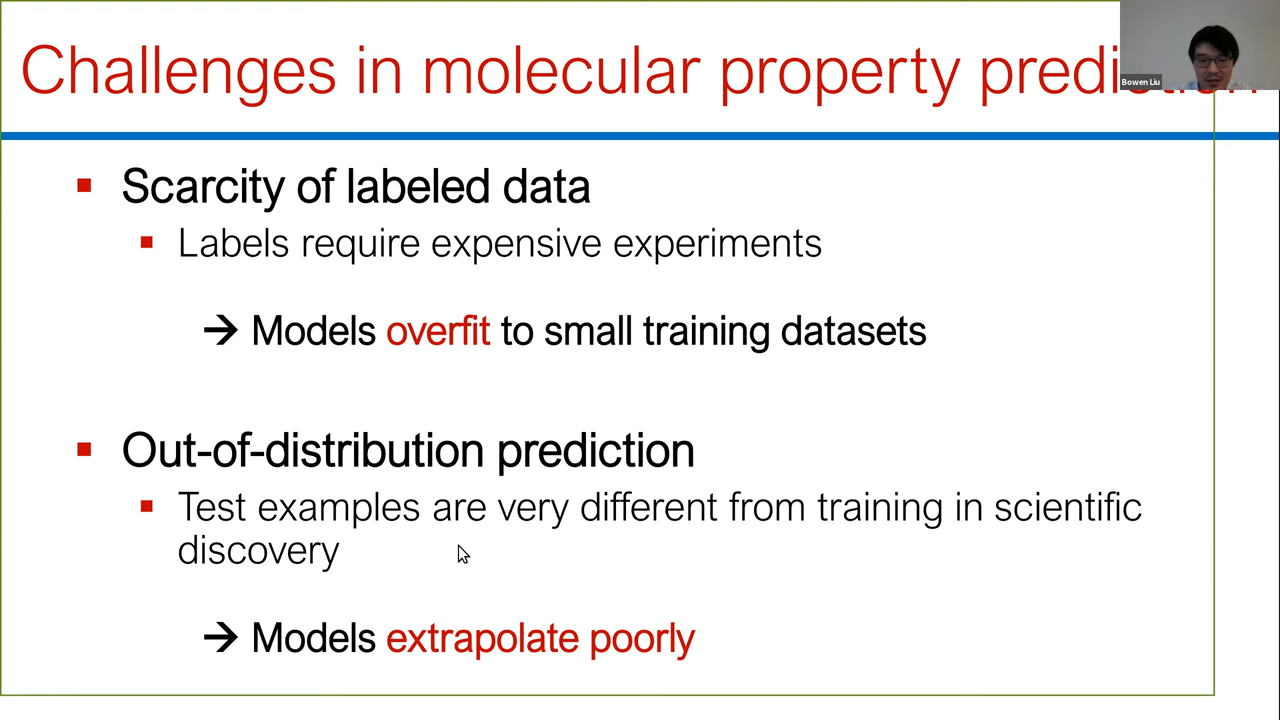 Challenges in molecular property prediction
Bowen Liu
Scarcity of labeled data
Labels require expensive experiments
→ Models overfit to small training datasets
Out-of-distribution prediction
Test examples are very different from training in scientific
discovery
→ Models extrapolate poorly